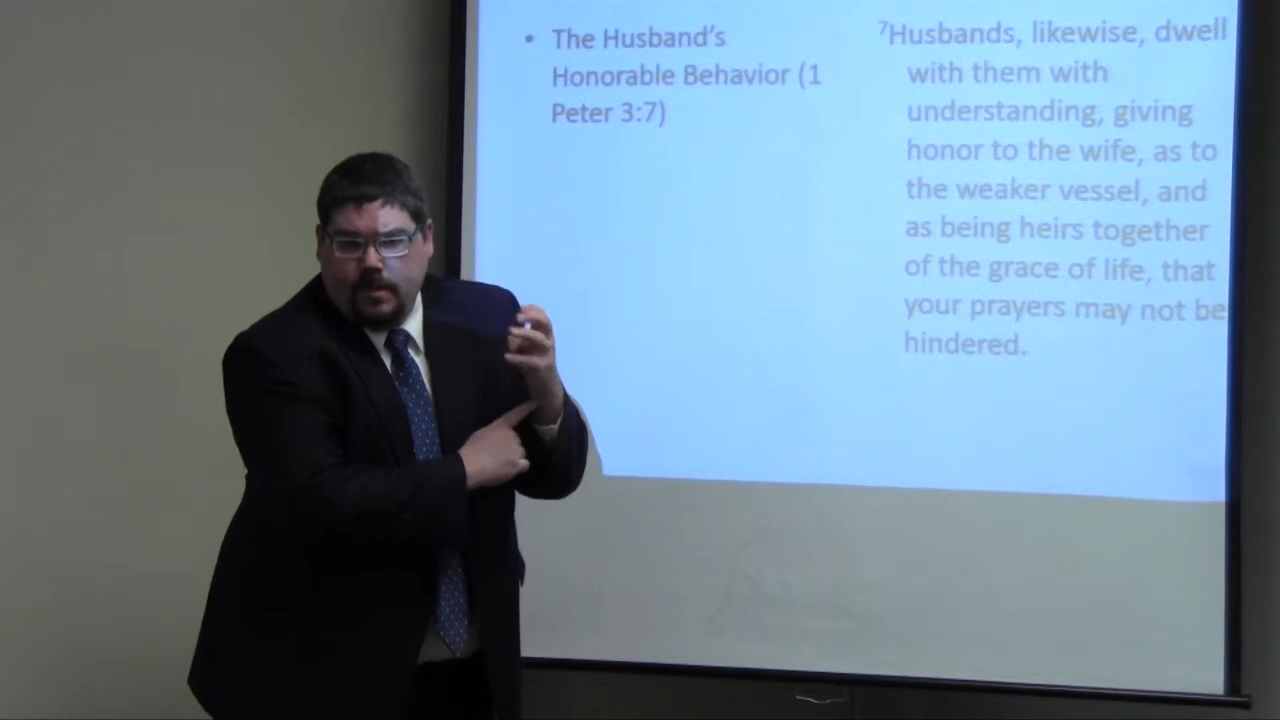 • The Husband's
Honorable Behavior (1
Peter 3:7)
⁷Husbands, likewise, dwell
with them with
understanding, giving
honor to the wife, as to
the weaker vessel, and
as being heirs together
of the grace of life, that
your prayers may not be
hindered.